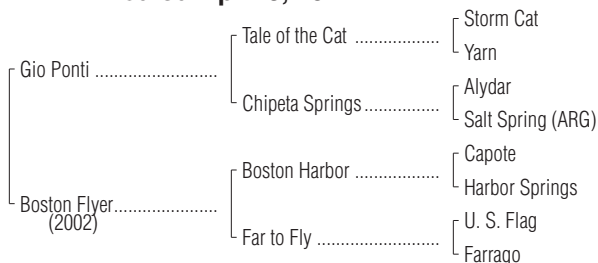 Storm Cat
Tale of the Cat ..................
Yarn
Gio Ponti ..........................
Alydar
Chipeta Springs................
Salt Spring (ARG)
Capote
Boston Harbor ..................
Harbor Springs
Boston Flyer......................
(2002)
U. S. Flag
Far to Fly ..........................
Farrago